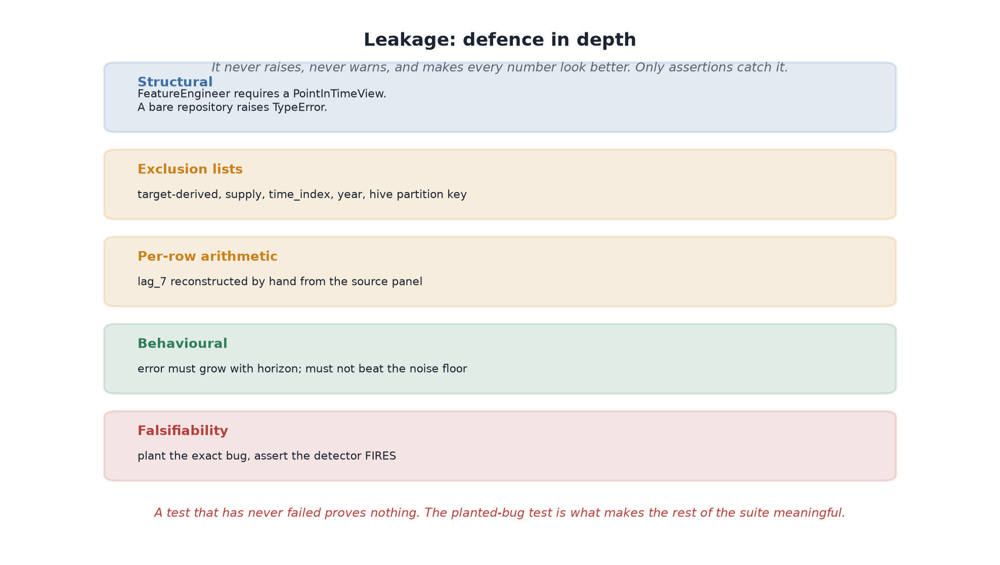 Leakage: defence in depth
It never raises, never warns, and makes every number look better. Only assertions catch it.
Structural
FeatureEngineer requires a PointInTimeView.
A bare repository raises TypeError.
Exclusion lists
target-derived, supply, time_index, year, hive partition key
Per-row arithmetic
lag_7 reconstructed by hand from the source panel
Behavioural
error must grow with horizon; must not beat the noise floor
Falsifiability
plant the exact bug, assert the detector FIRES
A test that has never failed proves nothing. The planted-bug test is what makes the rest of the suite meaningful.